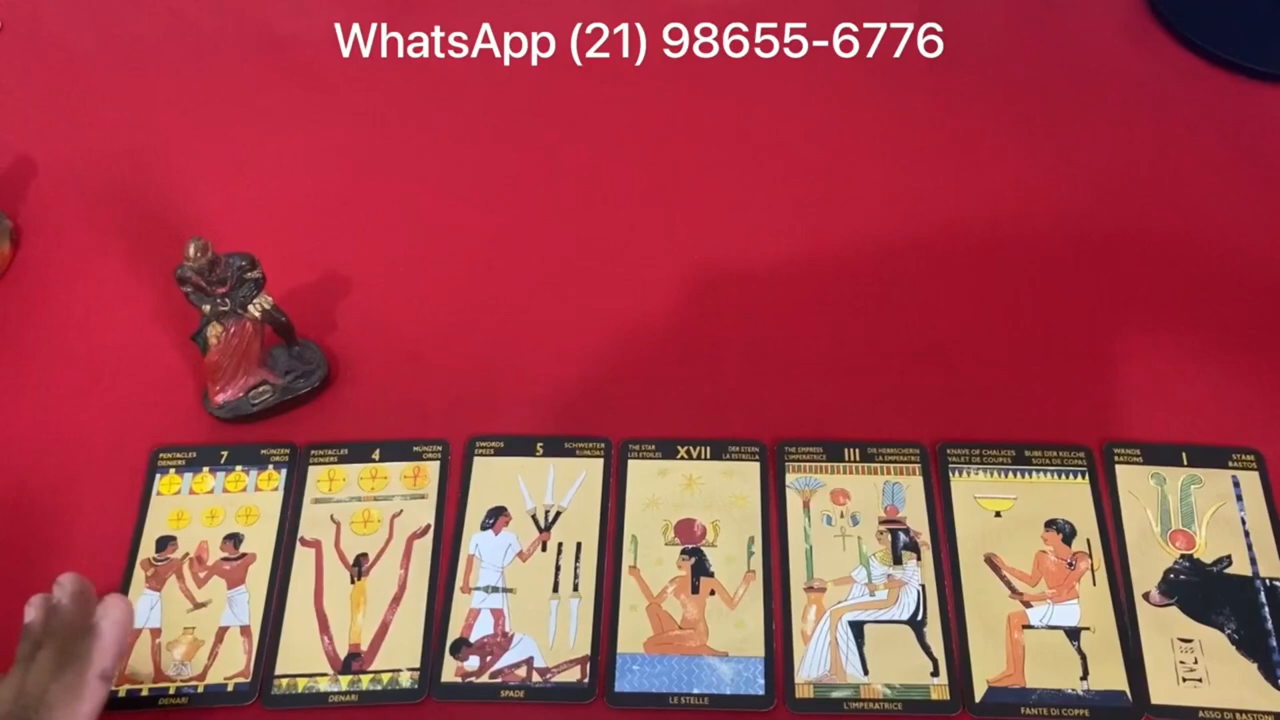 WhatsApp (21) 98655-6776
PENTACLES
DENIERS
7
MÜNZEN
OROS
DENARI
PENTACLES
DENIERS
4
MÜNZEN
OROS
DENARI
SWORDS
EPEES
5
SCHWERTER
ESPADAS
SPADE
THE STAR
LES ETOILES
XVII
DER STERN
LA ESTRELLA
LE STELLE
THE EMPRESS
L'IMPERATRICE
III
DIE HERRSCHERIN
LA EMPERATRIZ
L'IMPERATRICE
KNAVE OF CHALICES
VALET DE COUPES
BUBE DER KELCHE
SOTA DE COPAS
FANTE DI COPPE
WANDS
BATONS
I
STÄBE
BASTOS
ASSO DI BASTONI